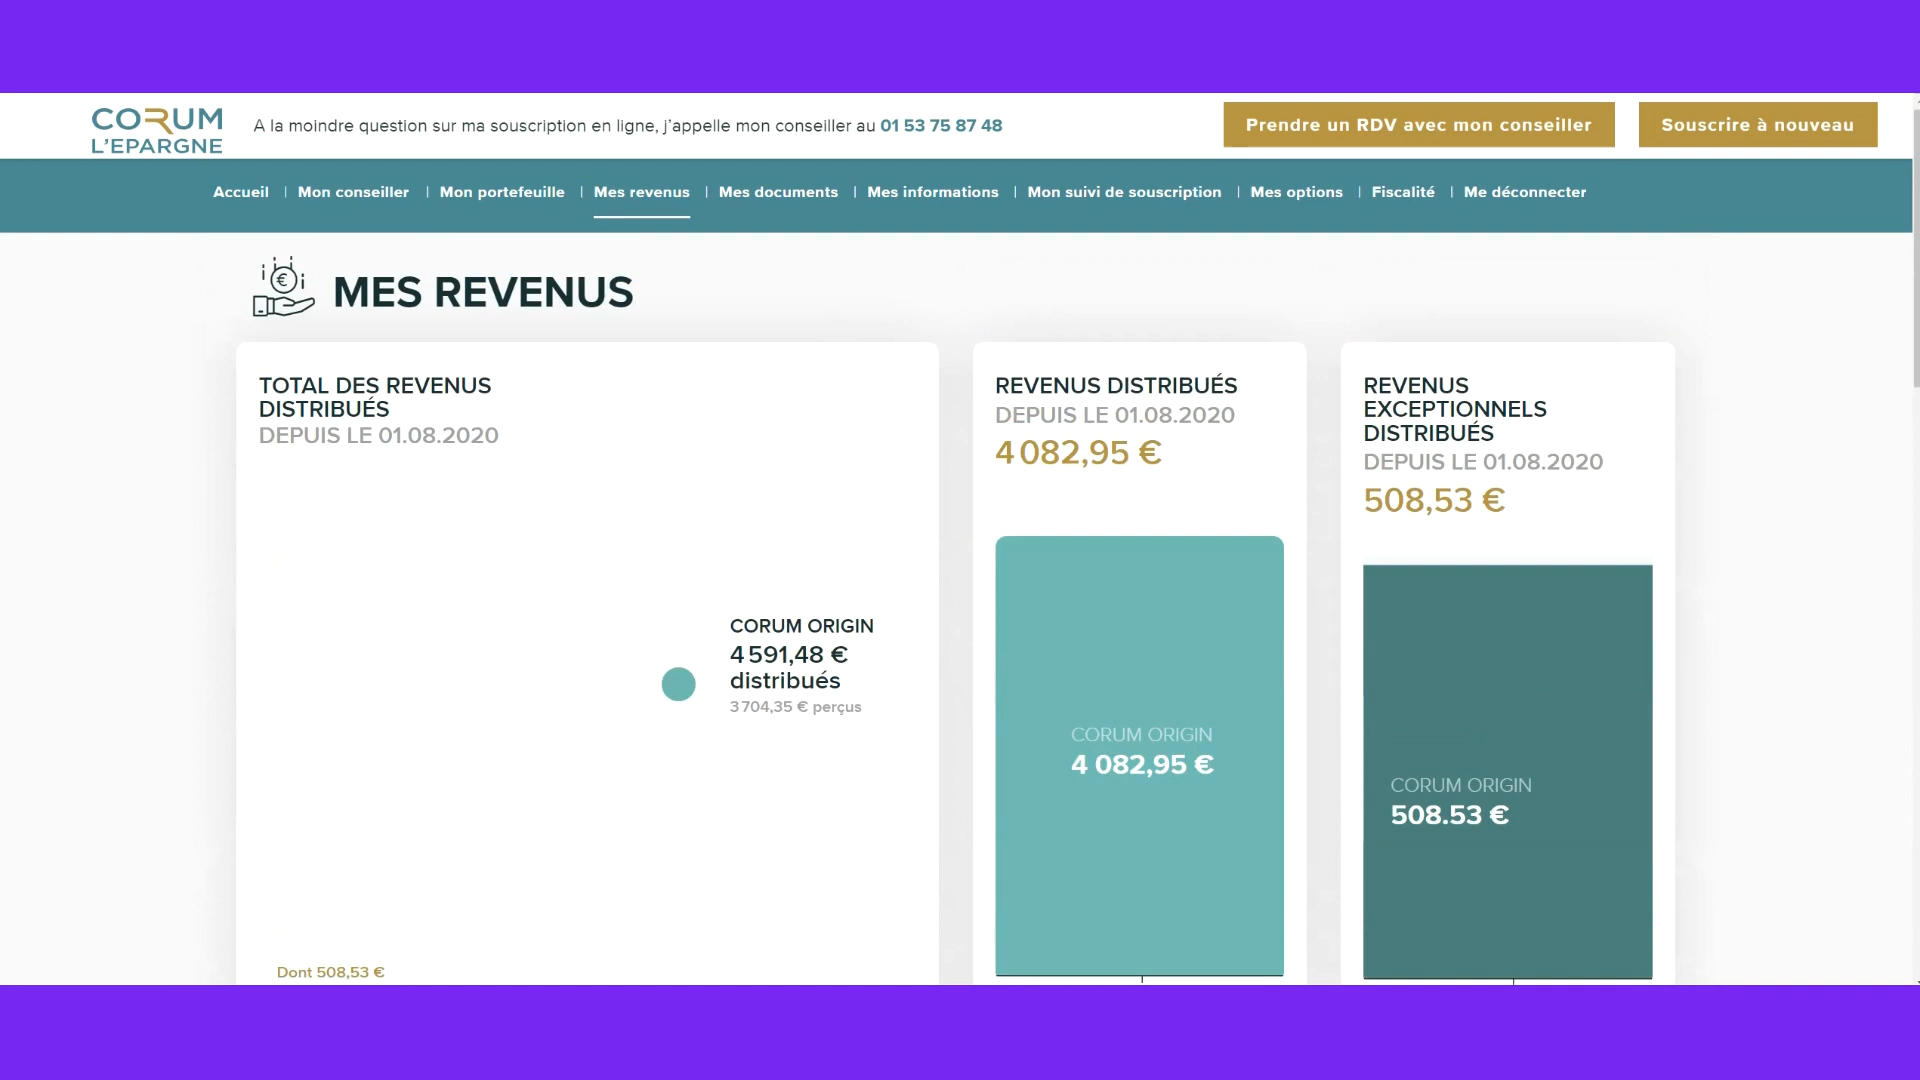 CORUM
L'EPARGNE
A la moindre question sur ma souscription en ligne, j'appelle mon conseiller au 01 53 75 87 48
Prendre un RDV avec mon conseiller
Souscrire à nouveau
Accueil | Mon conseiller | Mon portefeuille | Mes revenus | Mes documents | Mes informations | Mon suivi de souscription | Mes options | Fiscalité | Me déconnecter
€
MES REVENUS
TOTAL DES REVENUS
DISTRIBUÉS
DEPUIS LE 01.08.2020
CORUM ORIGIN
4 591,48 €
distribués
3 704,35 € perçus
Dont 508,53 €
REVENUS DISTRIBUÉS
DEPUIS LE 01.08.2020
4 082,95 €
CORUM ORIGIN
4 082,95 €
REVENUS
EXCEPTIONNELS
DISTRIBUÉS
DEPUIS LE 01.08.2020
508,53 €
CORUM ORIGIN
508.53 €